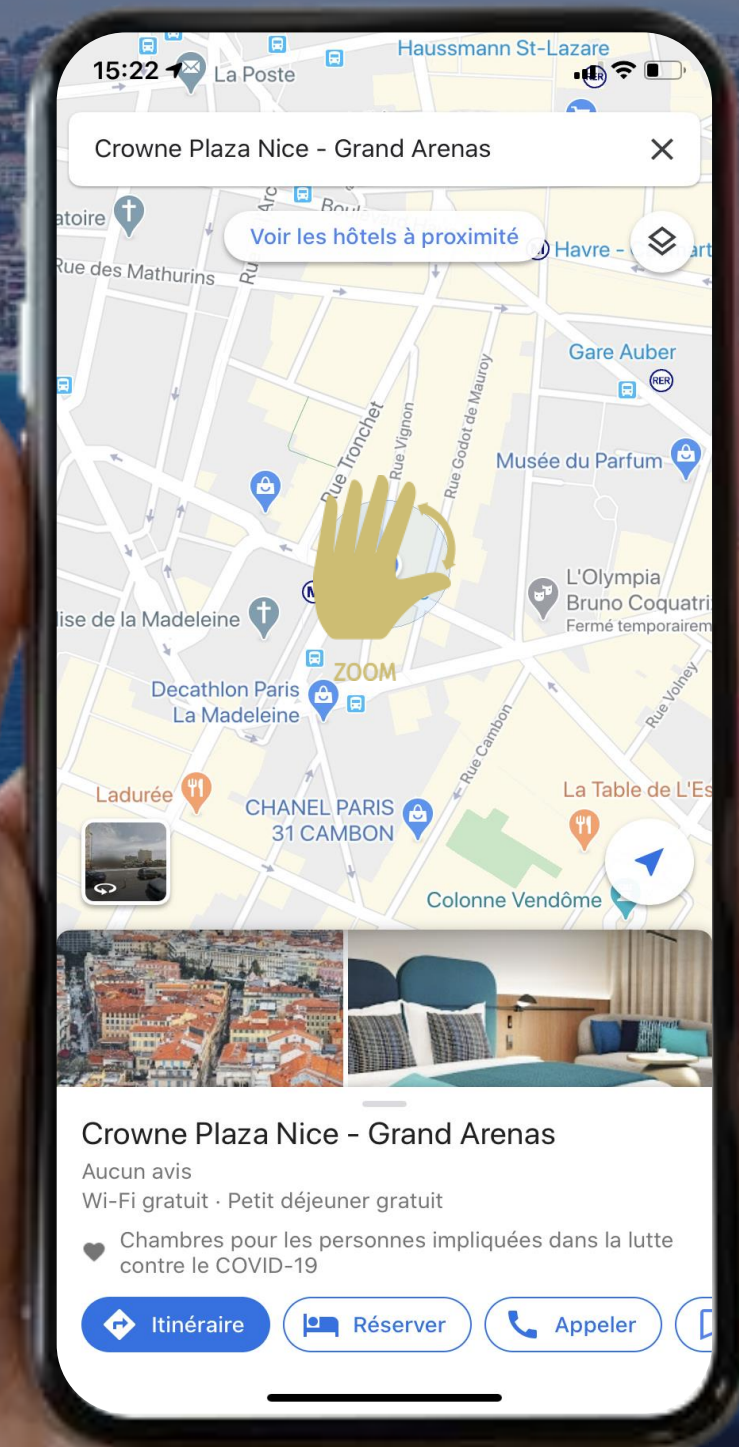 Haussmann St-Lazare
15:22
La Poste
RER
Crowne Plaza Nice - Grand Arenas
atoire
Voir les hôtels à proximité
Havre -
Rue des Mathurins
Gare Auber
RER
Rue Tronchet
Rue Vignon
Rue Godot de Mauroy
Musée du Parfum
L'Olympia
Bruno Coquatri
Fermé temporairem
M
lise de la Madeleine
ZOOM
Decathlon Paris
La Madeleine
Rue Volney
Rue Cambon
Ladurée
La Table de L'Es
CHANEL PARIS
31 CAMBON
Colonne Vendôme
Crowne Plaza Nice - Grand Arenas
Aucun avis
Wi-Fi gratuit · Petit déjeuner gratuit
Chambres pour les personnes impliquées dans la lutte
contre le COVID-19
Itinéraire
Réserver
Appeler